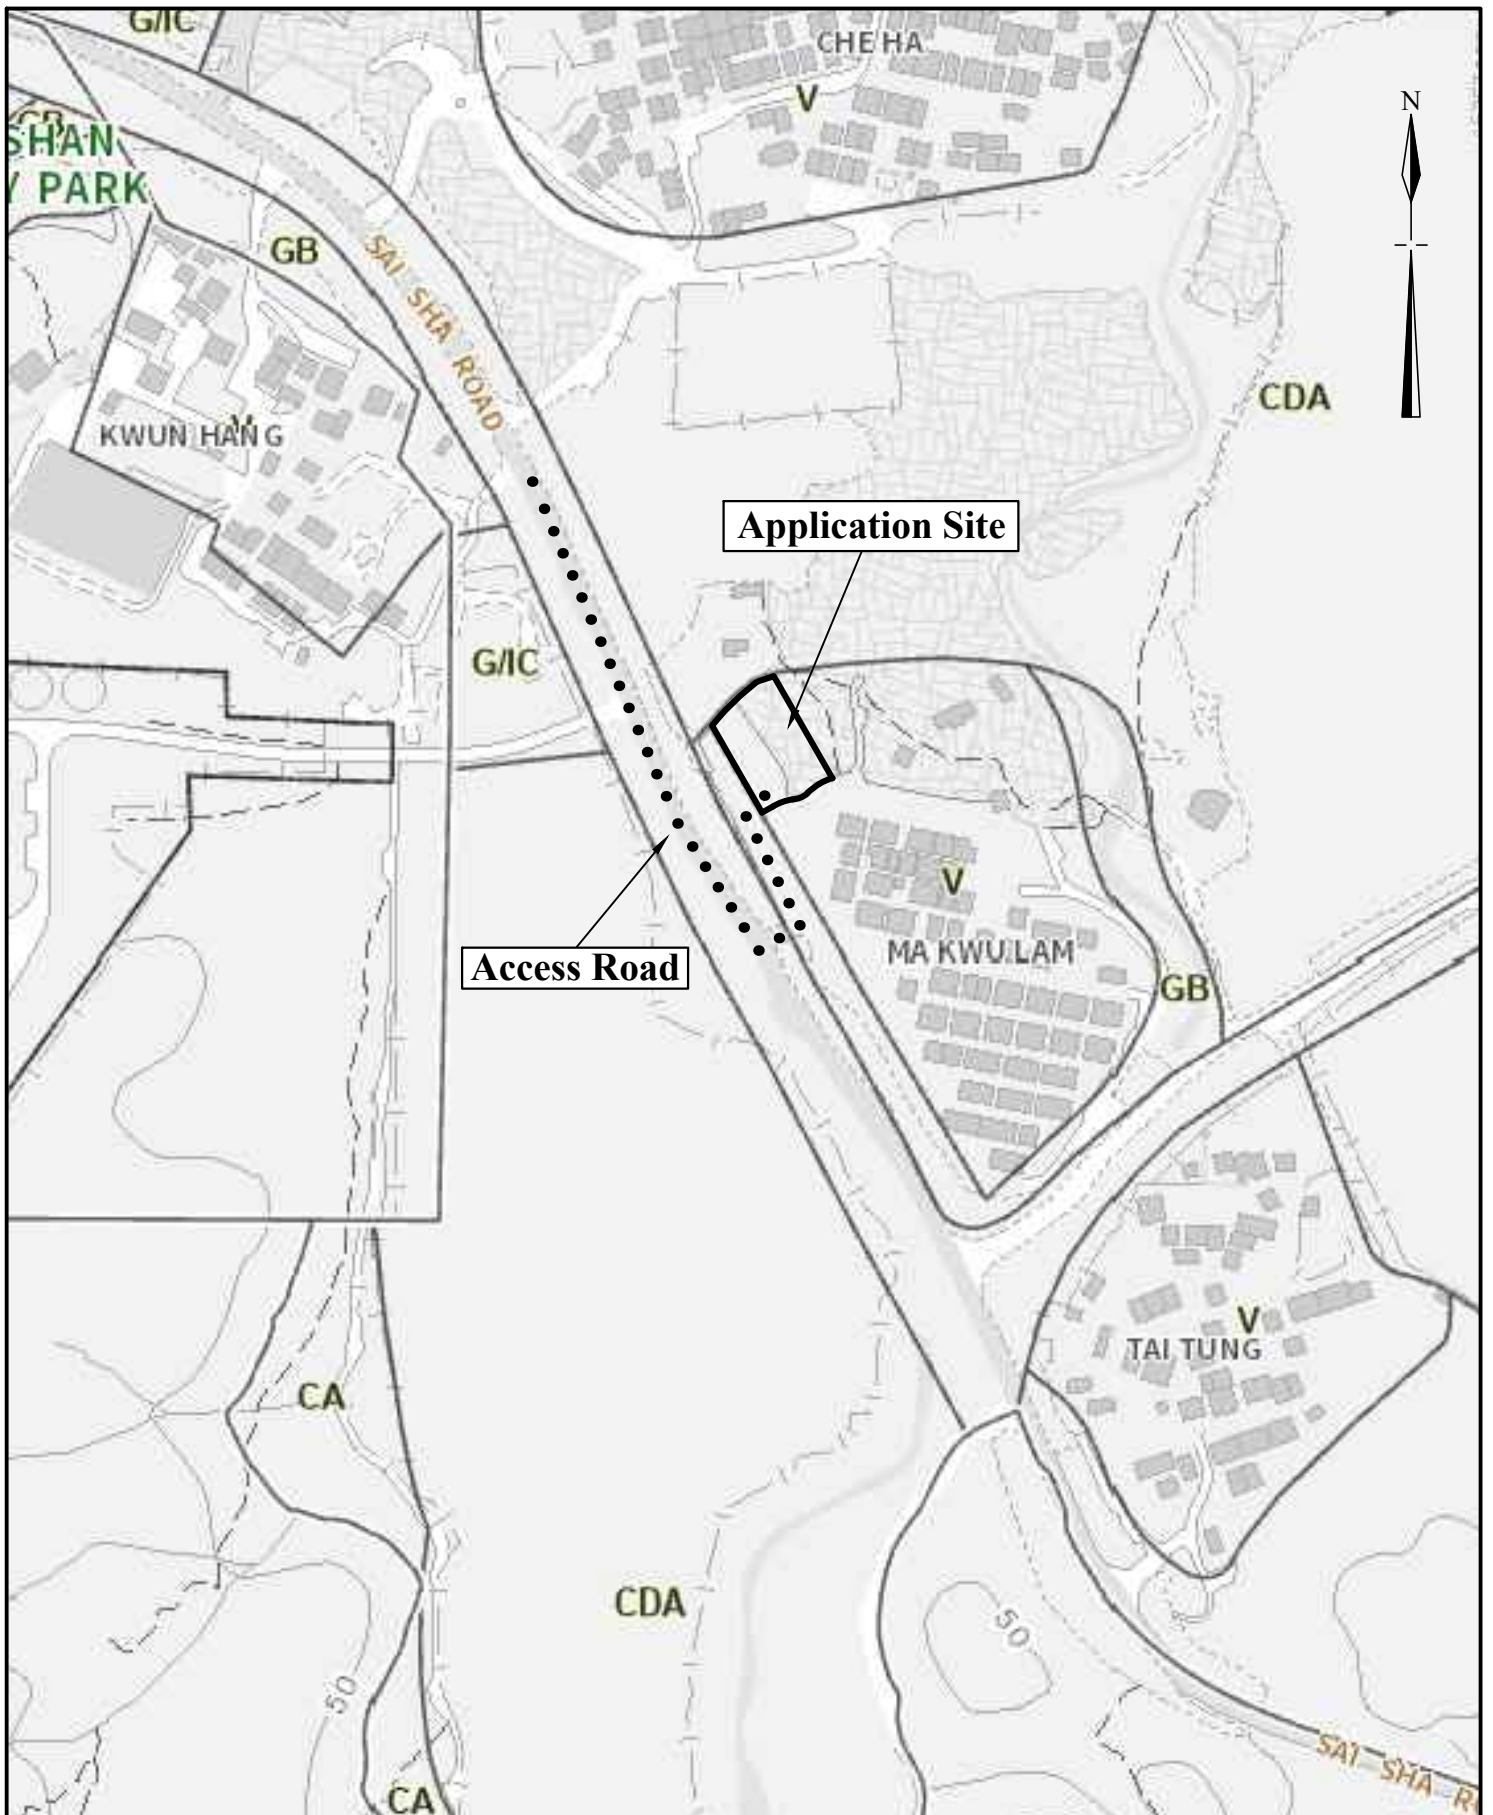 G/IC
CHE HA
V
N
GB
SHAN
Y PARK
GB
SAI SHA ROAD
CDA
V
KWUN HANG
Application Site
G/IC
V
MA KWU LAM
Access Road
GB
V
TAI TUNG
CA
CDA
50
50
SAI SHA R
CA